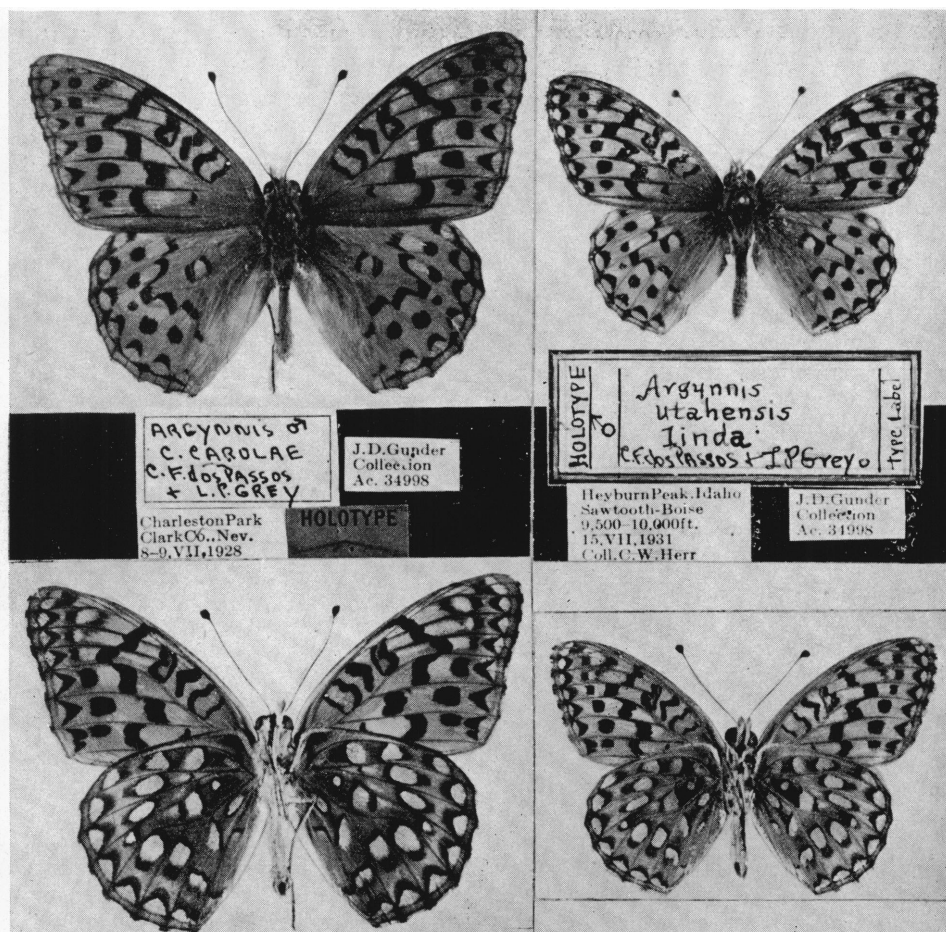 ARGYNNIS ♂
C. CAROLAE
C.F. dos PASSOS
+ L.P. GREY
J.D.Gunder
Collection
Ac. 34998
CharlestonPark
ClarkCo., Nev.
8-9,VII,1928
HOLOTYPE
HOLOTYPE
♂
Argynnis
utahensis
linda
C.F. dos PASSOS + L.P. Grey.
Type Label
HeyburnPeak.Idaho
Sawtooth-Boise
9,500-10,000ft.
15,VII,1931
Coll.C.W.Herr
J.D.Gunder
Collection
Ac. 34998